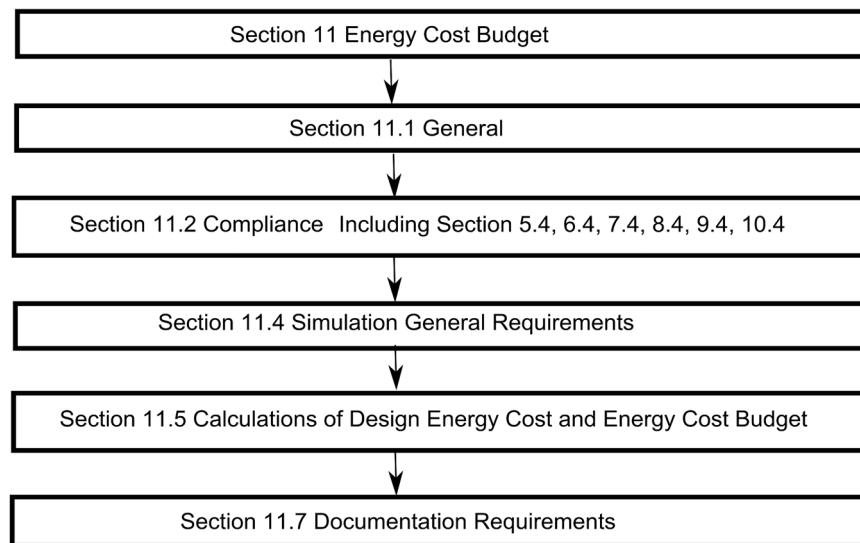 Section 11 Energy Cost Budget
Section 11.1 General
Section 11.2 Compliance Including Section 5.4, 6.4, 7.4, 8.4, 9.4, 10.4
Section 11.4 Simulation General Requirements
Section 11.5 Calculations of Design Energy Cost and Energy Cost Budget
Section 11.7 Documentation Requirements